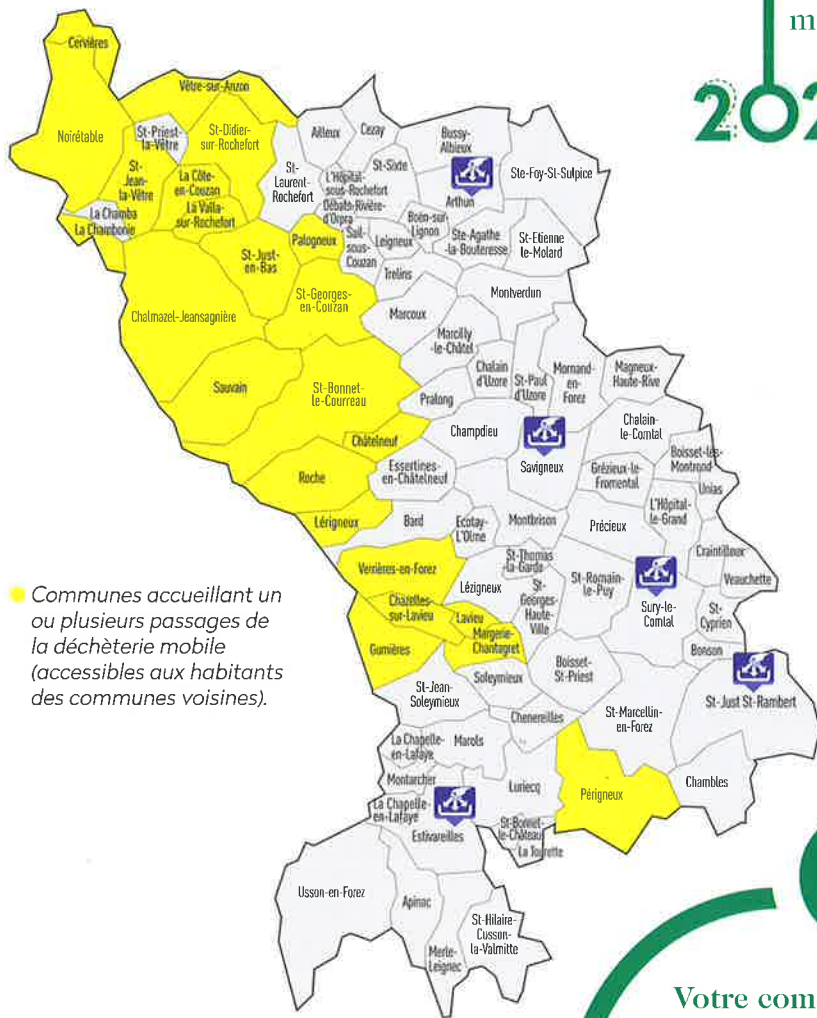 m
202
Cervières
Vêtre-sur-Anzon
Noirétable
St-Priest-
la-Vêtre
St-Didier-
sur-Rochefort
Ailleux
Cezay
Bussy-
Albieux
St-
Jean-
la-Vêtre
La Côte-
en-Couzan
St-
Laurent-
Rochefort
St-Sixte
L'Hôpital-
sous-Rochefort
Arthun
Ste-Foy-St-Sulpice
La Valla-
sur-Rochefort
Débats-Rivière-
d'Orpra
Boën-sur-
Lignon
La Chamba
La Chambonie
Palogneux
Sail-
sous-
Couzan
Leigneux
Ste-Agathe
-la-Bouteresse
St-Etienne
le-Molard
St-Just-
en-Bas
Trelins
St-Georges-
en-Couzan
Montverdun
Chalmazel-Jeansagnière
Marcoux
Marcilly
-le-Châtel
Sauvain
St-Bonnet-
le-Courreau
Pralong
Chalain
d'Uzore
St-Paul
d'Uzore
Mornand-
en-
Forez
Magneux-
Haute-Rive
Chalain-
le-Comtal
Champdieu
Châtelneuf
Boisset-les-
Montrond
Roche
Essertines-
en-Châtelneuf
Savigneux
Grézieux-le-
Fromental
Unias
L'Hôpital-
le-Grand
Lérigneux
Bard
Ecotay-
L'Olme
Montbrison
Précieux
Craintilleux
Verrières-en-Forez
Lézigneux
St-Thomas
-la-Garde
St-Romain-
le-Puy
Veauchette
Chazelles-
sur-Lavieu
Lavieu
St-
Georges-
Haute-
Ville
Sury-le-
Comtal
St-
Cyprien
Gumières
Margerie-
Chantagret
Bonson
Communes accueillant un
ou plusieurs passages de
la déchèterie mobile
(accessibles aux habitants
des communes voisines).
St-Jean-
Soleymieux
Soleymieux
Boisset-
St-Priest
St-Just St-Rambert
Chenereilles
St-Marcellin-
en-Forez
La Chapelle-
en-Lafaye
Marols
Montarcher
Luriecq
Périgneux
Chambles
La Chapelle-
en-Lafaye
Estivareilles
St-Bonnet-
le-Château
La Tourette
Usson-en-Forez
Apinac
St-Hilaire-
Cusson-
la-Valmitte
Merle-
Leignec
Votre com